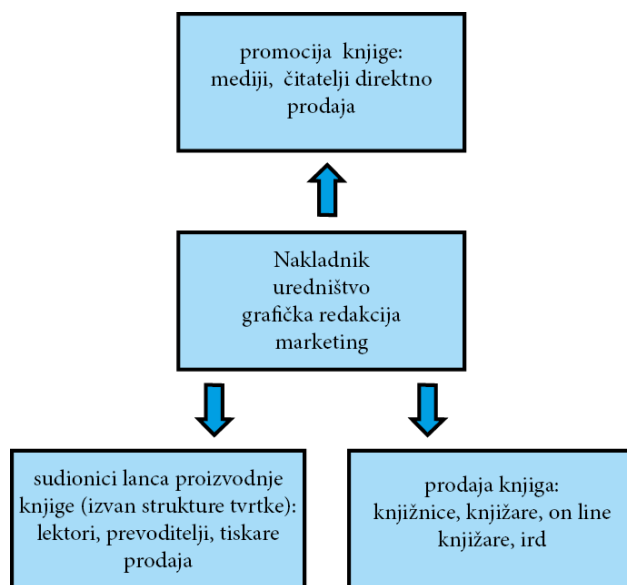 promocija knjige:
mediji, čitatelji direktno
prodaja
Nakladnik
uredništvo
grafička redakcija
marketing
sudionici lanca proizvodnje
knjige (izvan strukture tvrtke):
lektori, prevoditelji, tiskare
prodaja
prodaja knjiga:
knjižnice, knjižare, on line
knjižare, ird